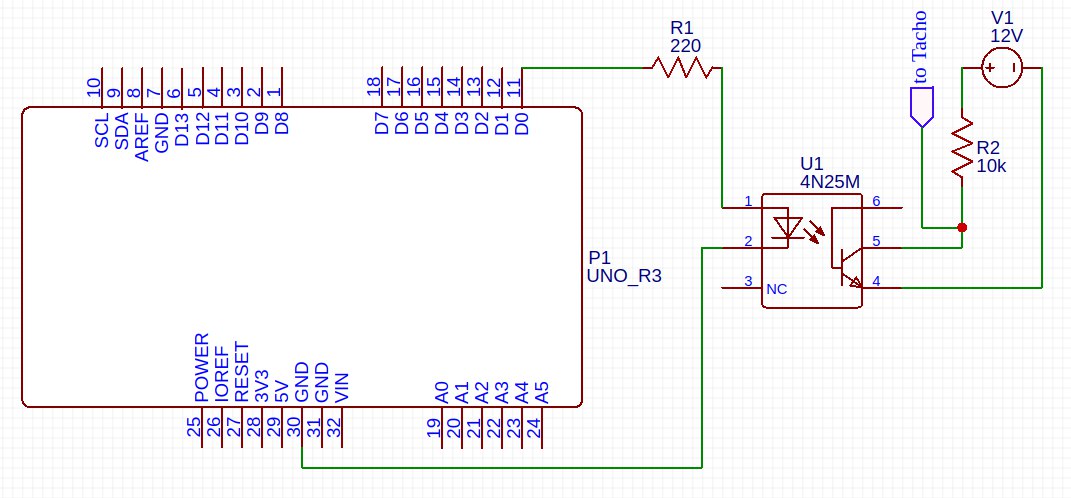 R1
220
to Tacho
V1
12V
10
9
8
7
6
5
4
3
2
1
18
17
16
15
14
13
12
11
SCL
SDA
AREF
GND
D13
D12
D11
D10
D9
D8
D7
D6
D5
D4
D3
D2
D1
D0
R2
10k
U1
4N25M
1
6
2
5
3
NC
4
P1
UNO_R3
POWER
IOREF
RESET
3V3
5V
GND
GND
VIN
A0
A1
A2
A3
A4
A5
25
26
27
28
29
30
31
32
19
20
21
22
23
24